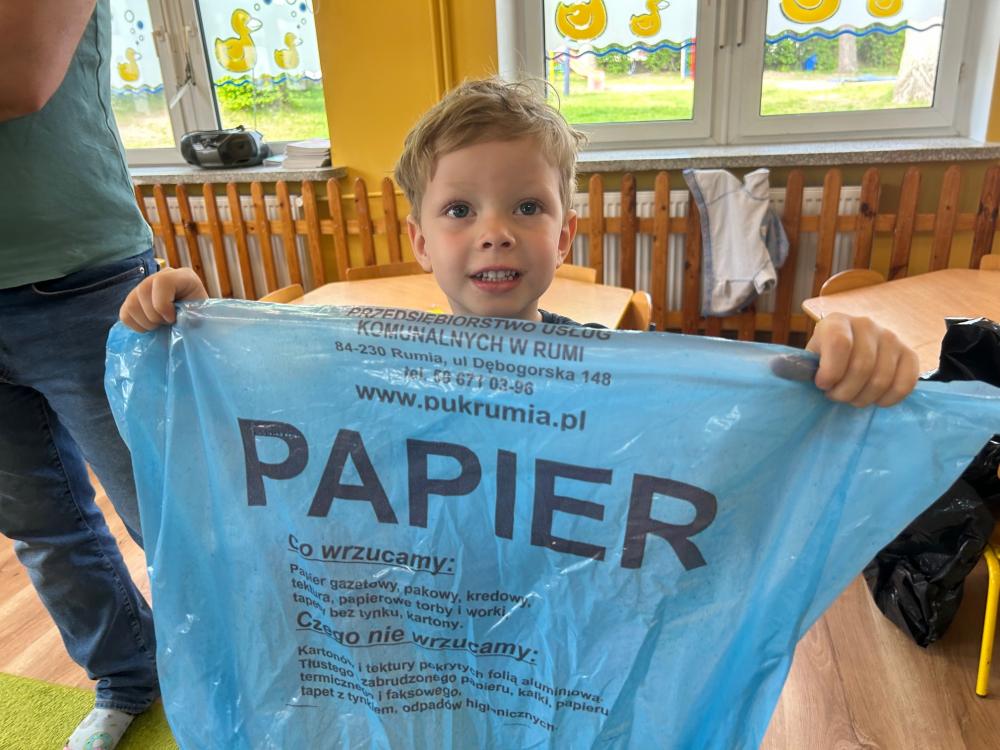 PRZEDSIEBIORSTWO USŁUG
KOMUNALNYCH W RUMI
84-230 Rumia, ul Dębogorska 148
tel. 58 671 03-96
www.pukrumia.pl
PAPIER
Co wrzucamy:
Papier gazetowy, pakowy, kredowy,
tektura, papierowe torby i worki,
tapety bez tynku, kartony.
Czego nie wrzucamy:
Kartonów i tektury pokrytych folią aluminiową.
Tłustego zabrudzonego papieru, kalki, papieru
termicznego i faksowego,
tapet z tynkiem, odpadów higienicznych